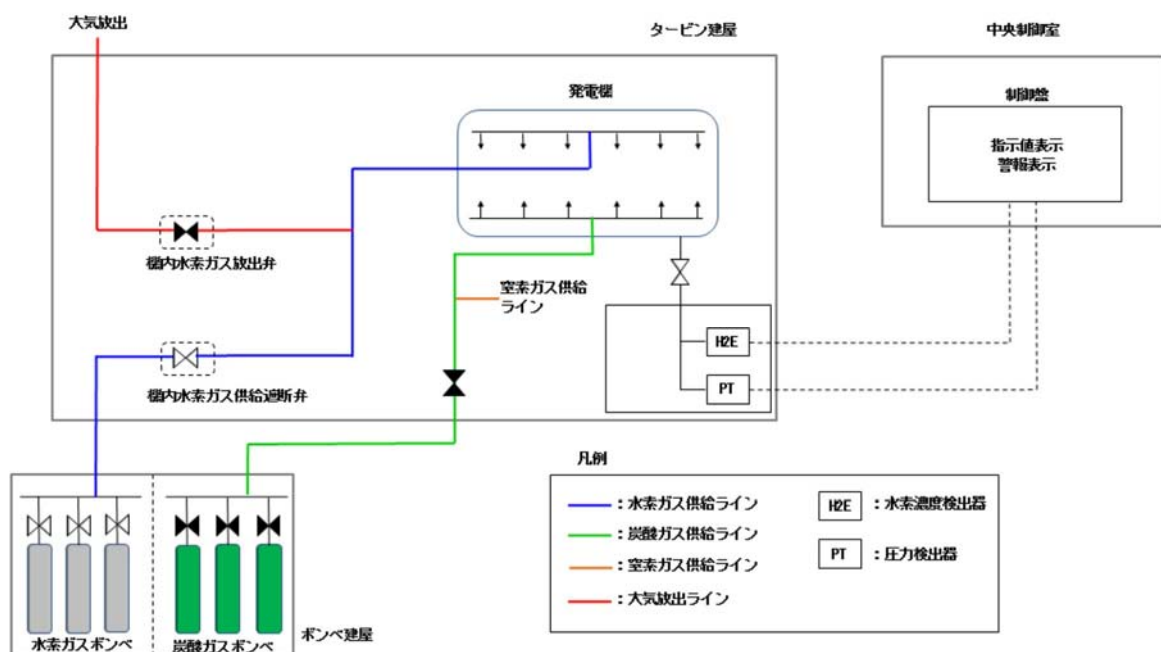 大気放出
タービン建屋
中央制御室
発電機
制御盤
指示値表示
警報表示
機内水素ガス放出弁
窒素ガス供給
ライン
H2E
機内水素ガス供給遮断弁
PT
凡例
:水素ガス供給ライン
H2E
:水素濃度検出器
:炭酸ガス供給ライン
PT
:圧力検出器
:窒素ガス供給ライン
:大気放出ライン
水素ガスボンベ
炭酸ガスボンベ
ボンベ建屋